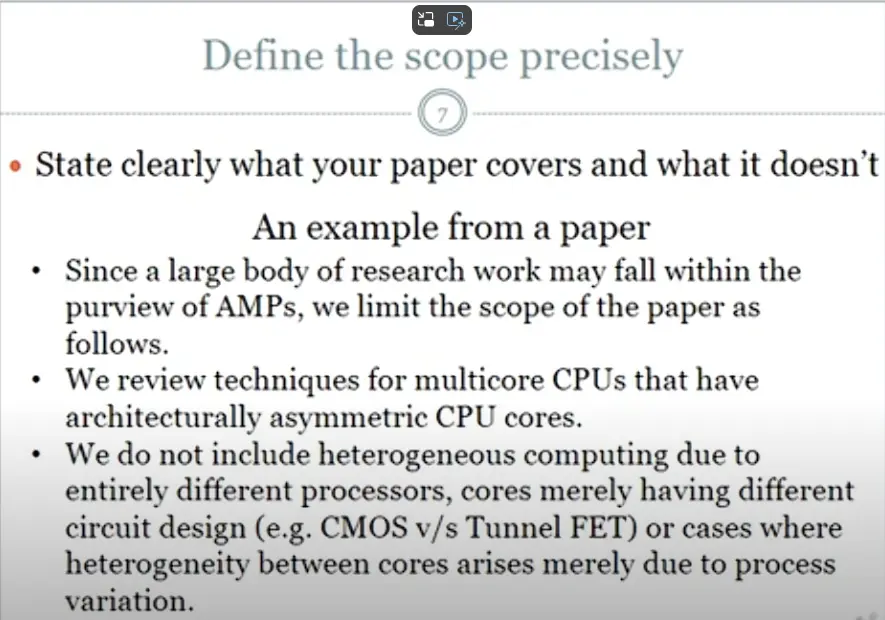 Define the scope precisely
7
• State clearly what your paper covers and what it doesn't
An example from a paper
• Since a large body of research work may fall within the
purview of AMPs, we limit the scope of the paper as
follows.
• We review techniques for multicore CPUs that have
architecturally asymmetric CPU cores.
• We do not include heterogeneous computing due to
entirely different processors, cores merely having different
circuit design (e.g. CMOS v/s Tunnel FET) or cases where
heterogeneity between cores arises merely due to process
variation.